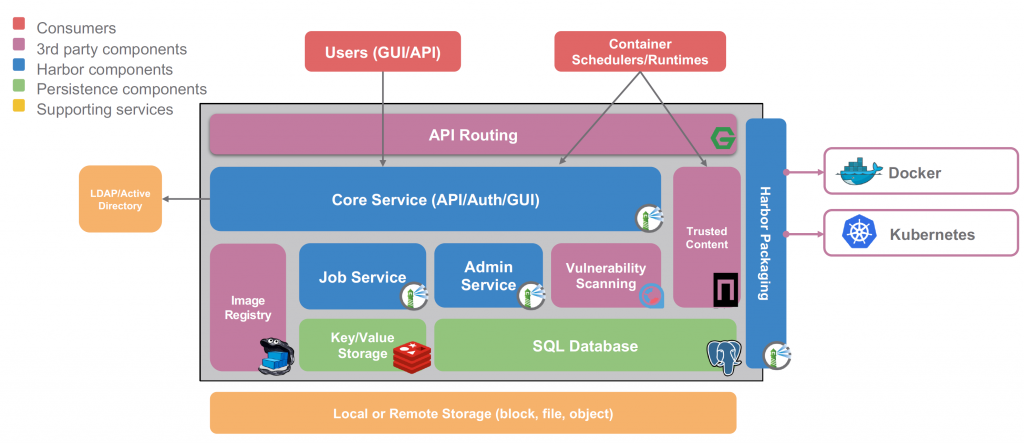 Consumers
3rd party components
Harbor components
Persistence components
Supporting services
Users (GUI/API)
Container
Schedulers/Runtimes
API Routing
LDAP/Active
Directory
Core Service (API/Auth/GUI)
Trusted
Content
Harbor Packaging
Docker
Kubernetes
Image
Registry
Job Service
Admin
Service
Vulnerability
Scanning
Key/Value
Storage
SQL Database
Local or Remote Storage (block, file, object)